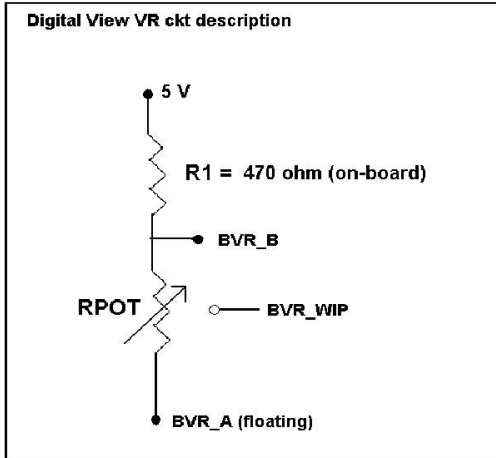 Digital View VR ckt description
5 V
R1 = 470 ohm (on-board)
BVR_B
RPOT
BVR_WIP
BVR_A (floating)